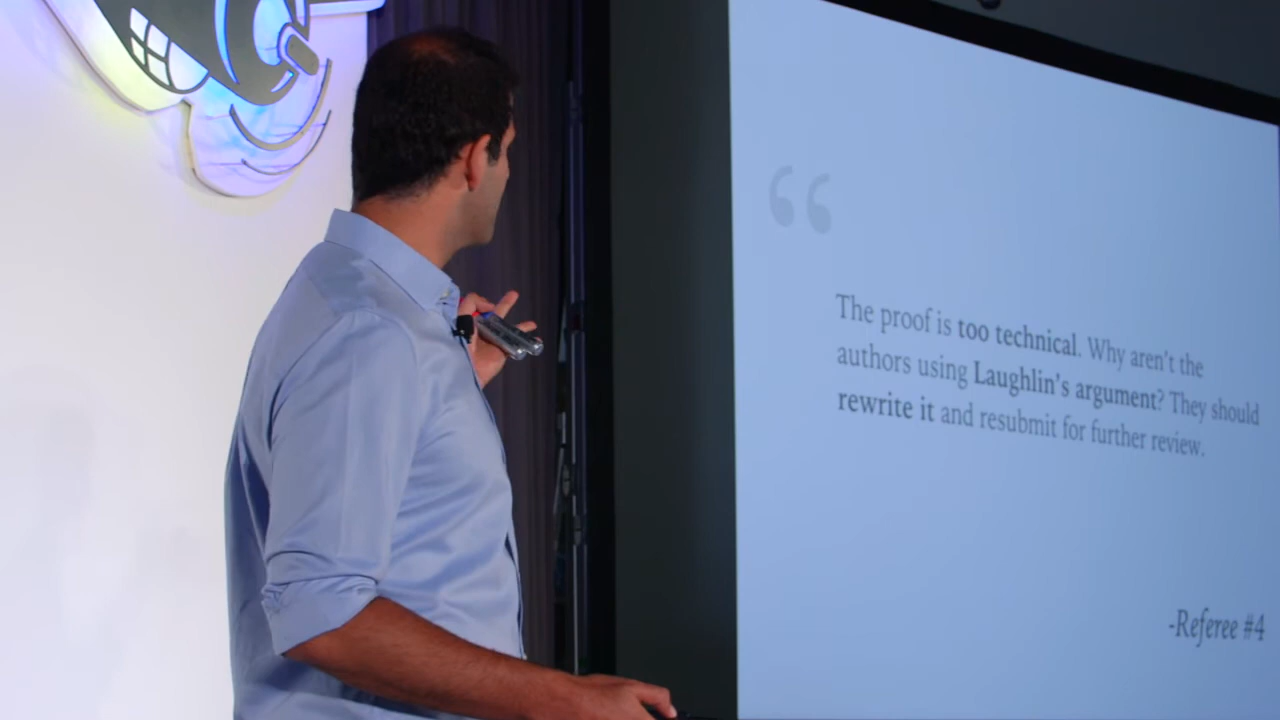 “
The proof is too technical. Why aren't the
authors using Laughlin's argument? They should
rewrite it and resubmit for further review.
-Referee #4